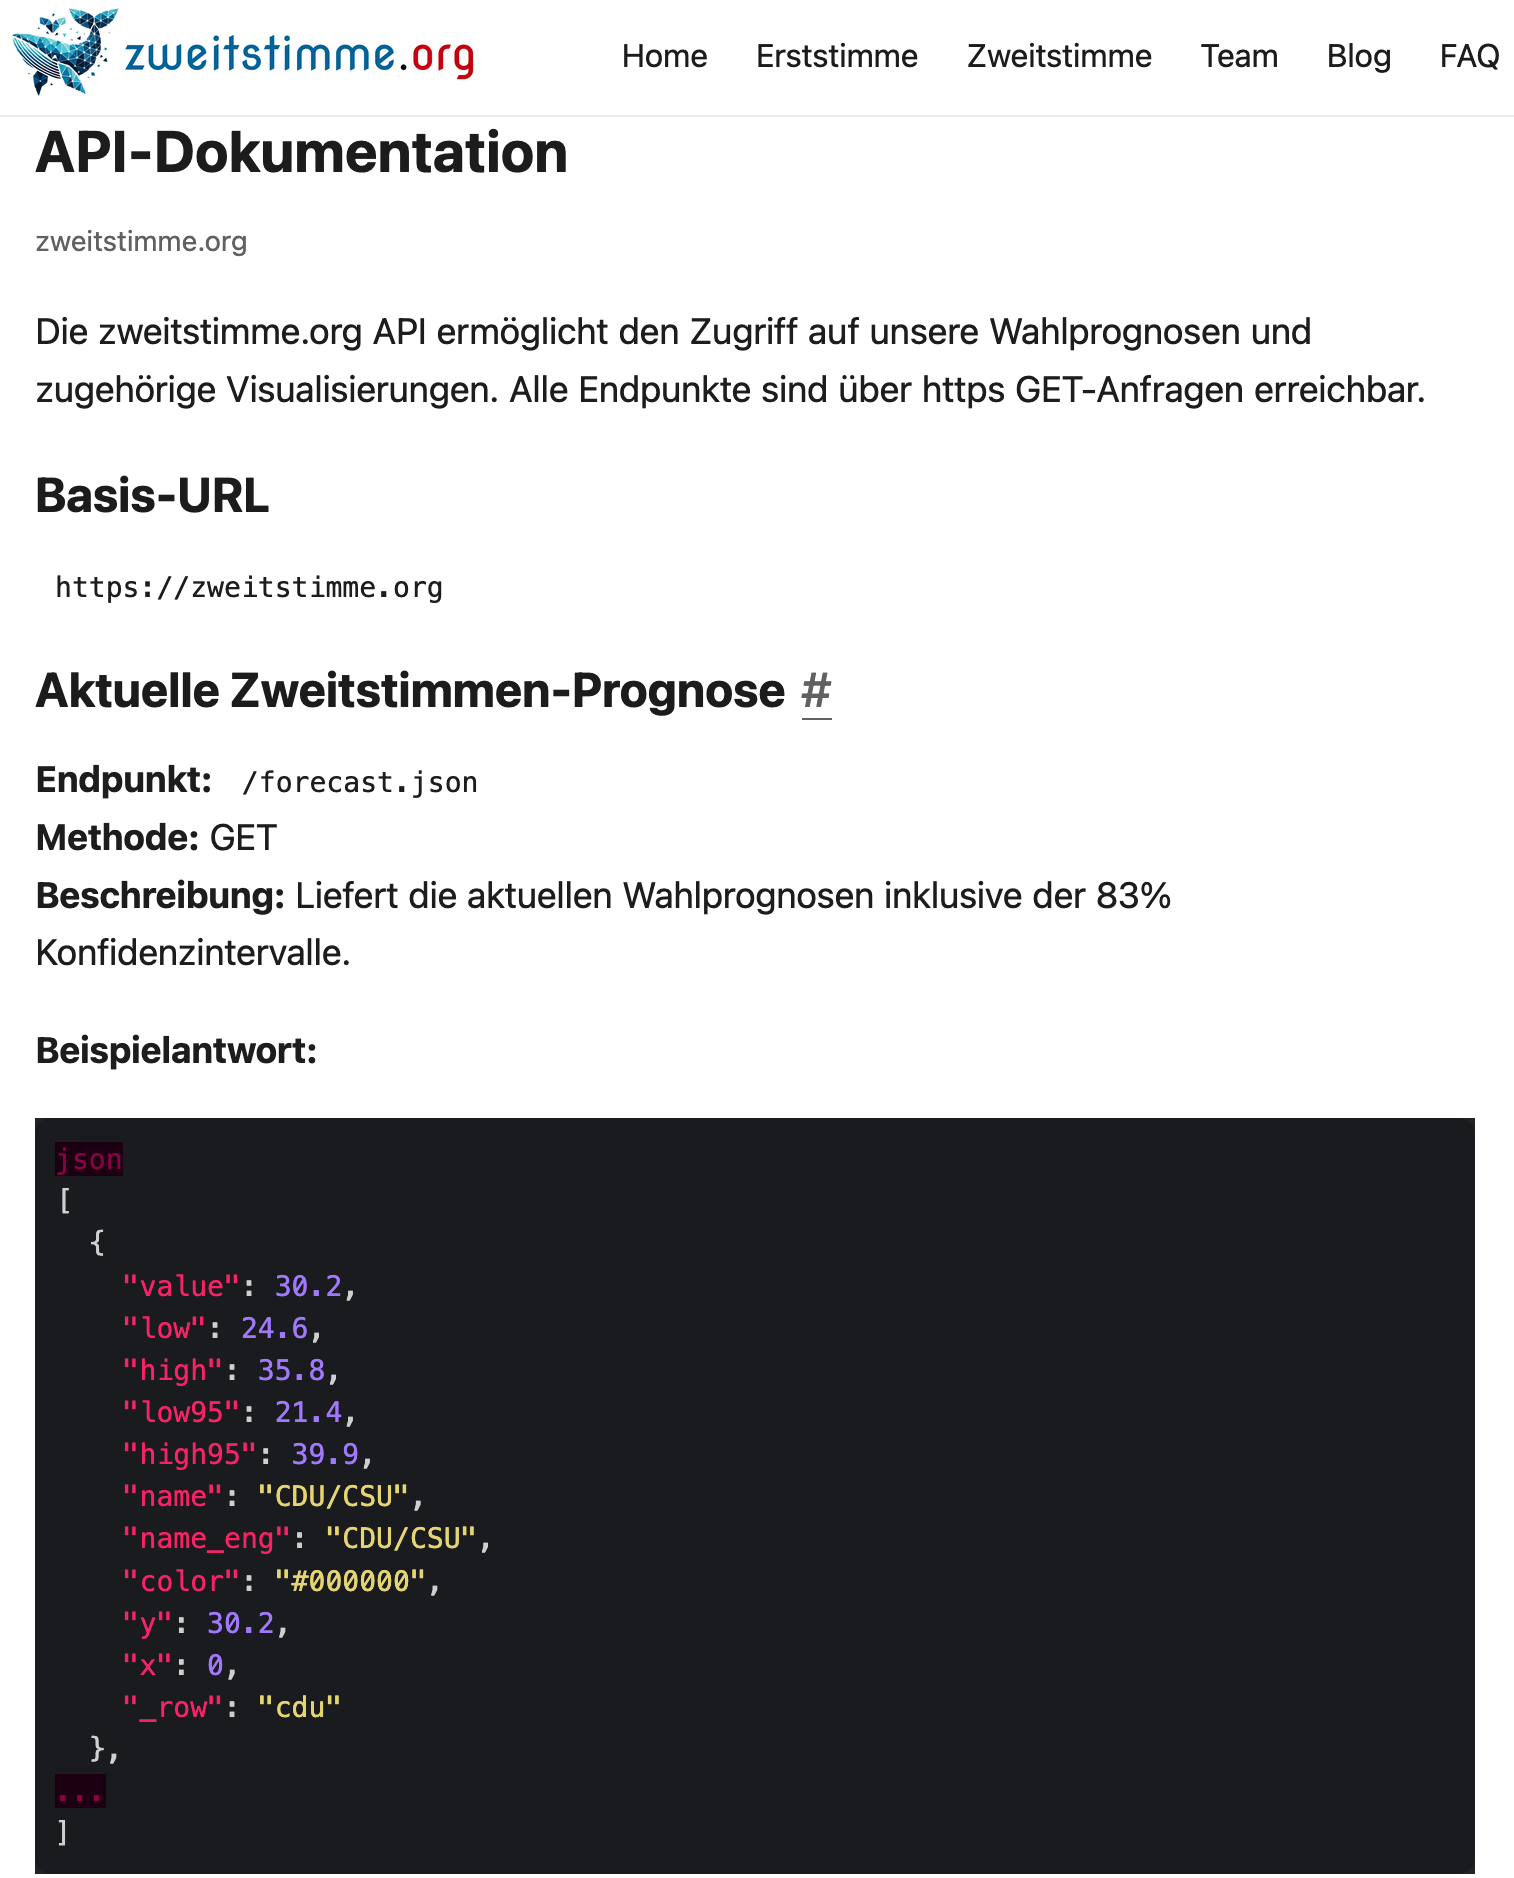 zweitstimme.org
Home Erststimme Zweitstimme Team Blog FAQ
API-Dokumentation
zweitstimme.org
Die zweitstimme.org API ermöglicht den Zugriff auf unsere Wahlprognosen und
zugehörige Visualisierungen. Alle Endpunkte sind über https GET-Anfragen erreichbar.
Basis-URL
https://zweitstimme.org
Aktuelle Zweitstimmen-Prognose #
Endpunkt: /forecast.json
Methode: GET
Beschreibung: Liefert die aktuellen Wahlprognosen inklusive der 83%
Konfidenzintervalle.
Beispielantwort:
json
[
  {
    "value": 30.2,
    "low": 24.6,
    "high": 35.8,
    "low95": 21.4,
    "high95": 39.9,
    "name": "CDU/CSU",
    "name_eng": "CDU/CSU",
    "color": "#000000",
    "y": 30.2,
    "x": 0,
    "_row": "cdu"
  },
...
]